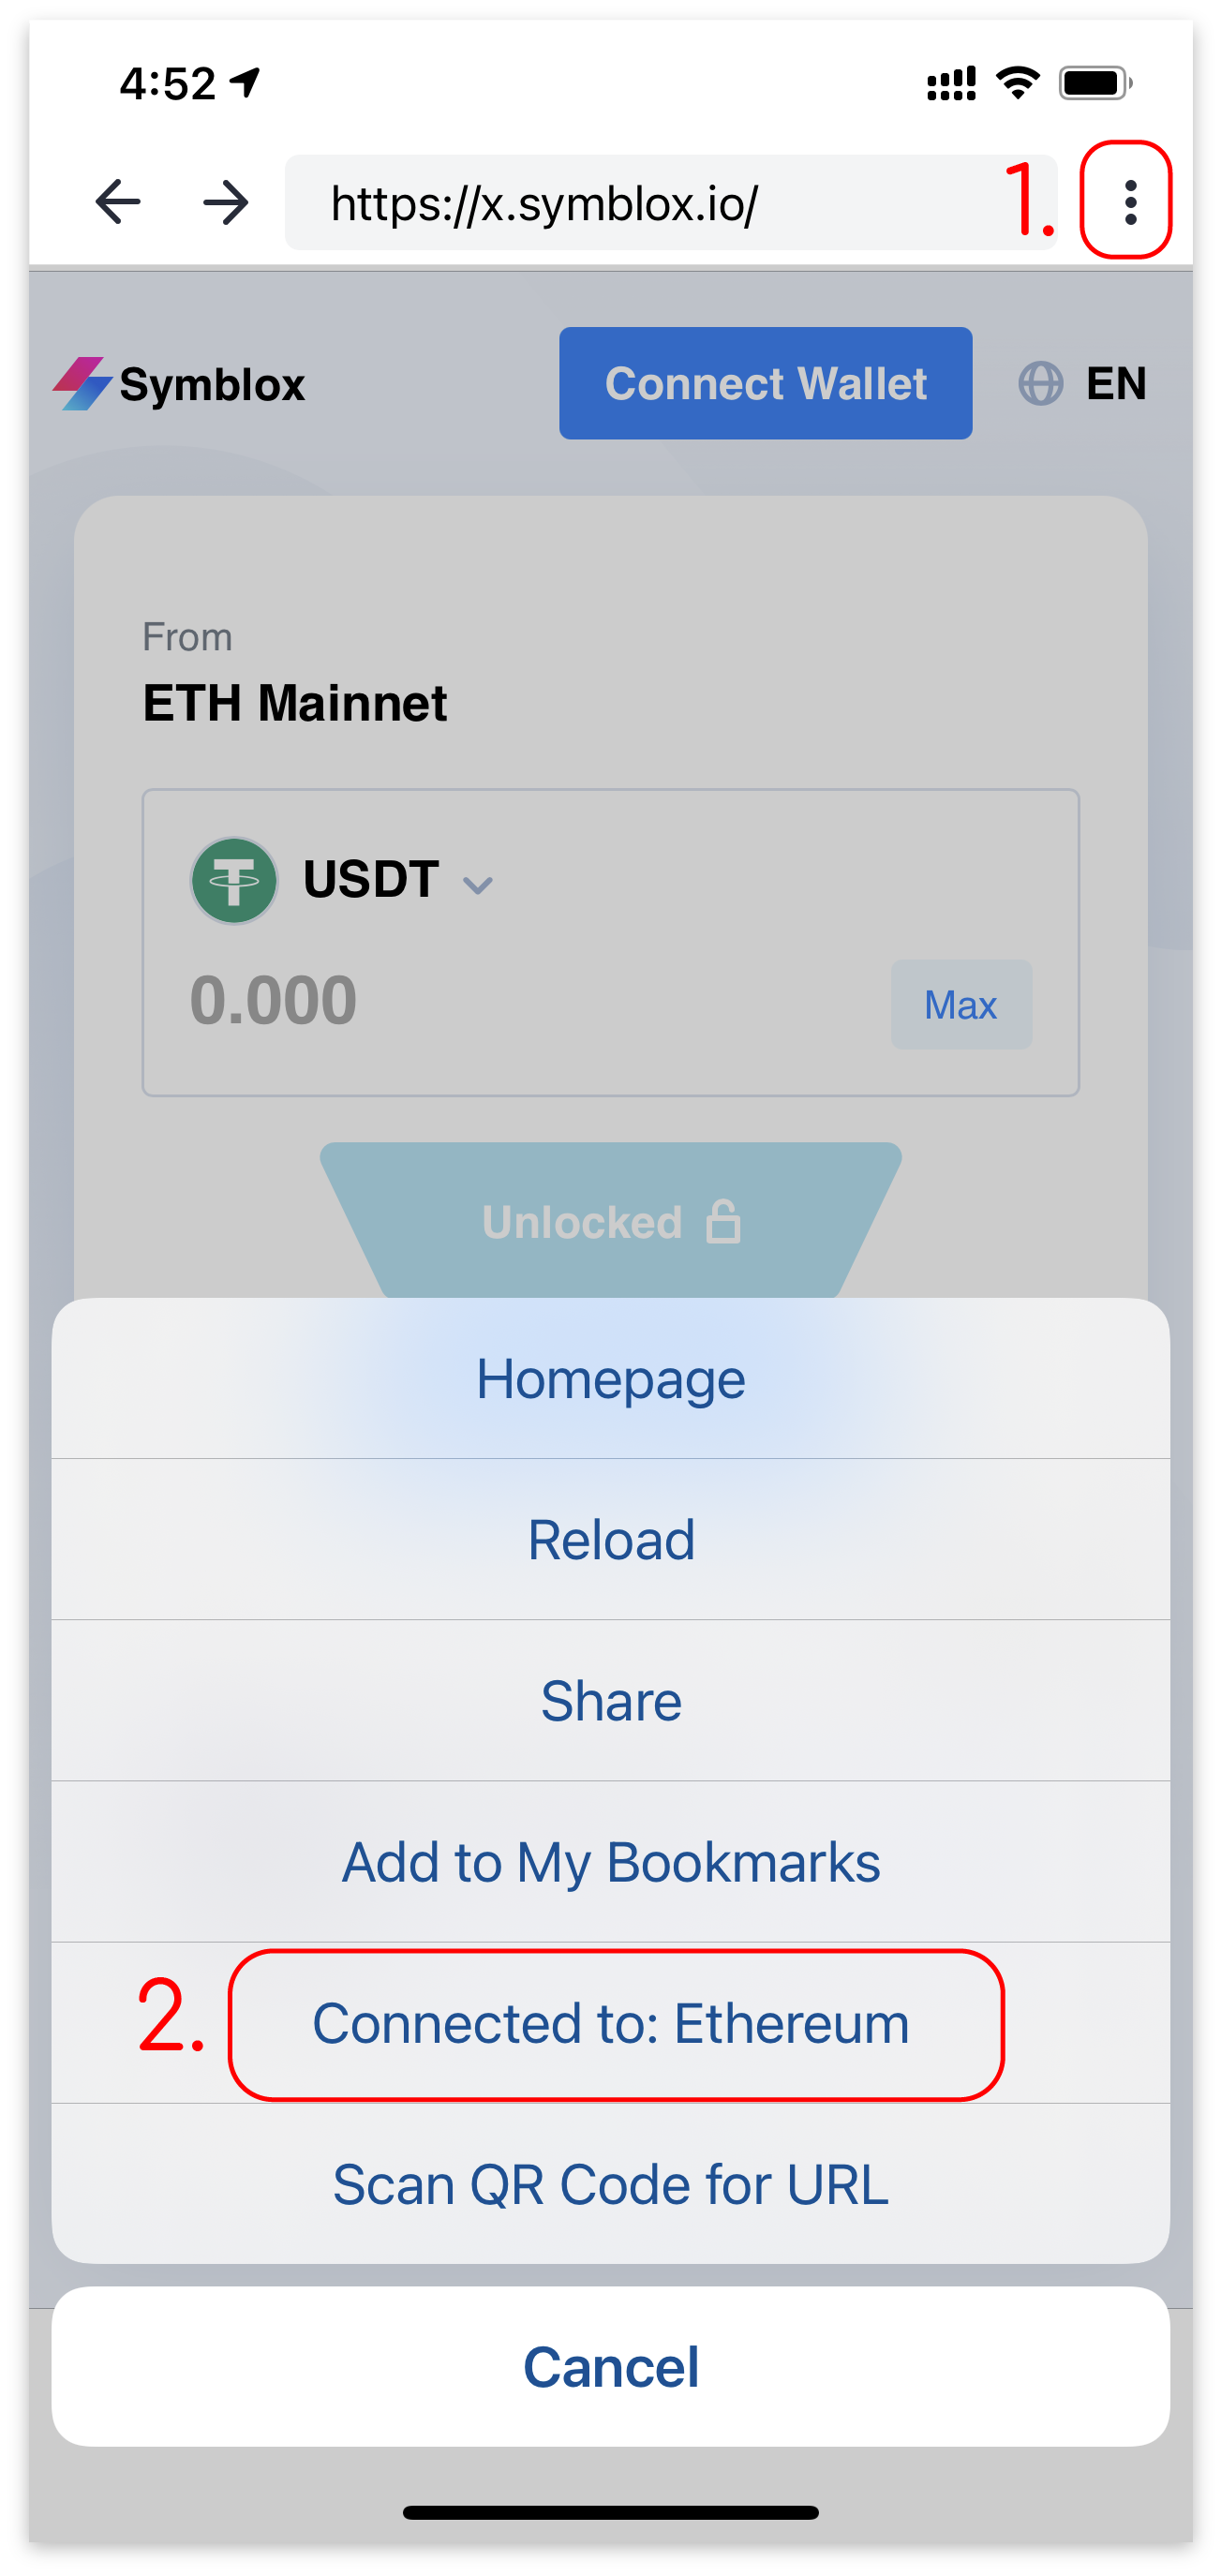 4:52
https://x.symblox.io/
1.
Symblox
Connect Wallet
EN
From
ETH Mainnet
USDT
0.000
Max
Unlocked
Homepage
Reload
Share
Add to My Bookmarks
2.
Connected to: Ethereum
Scan QR Code for URL
Cancel